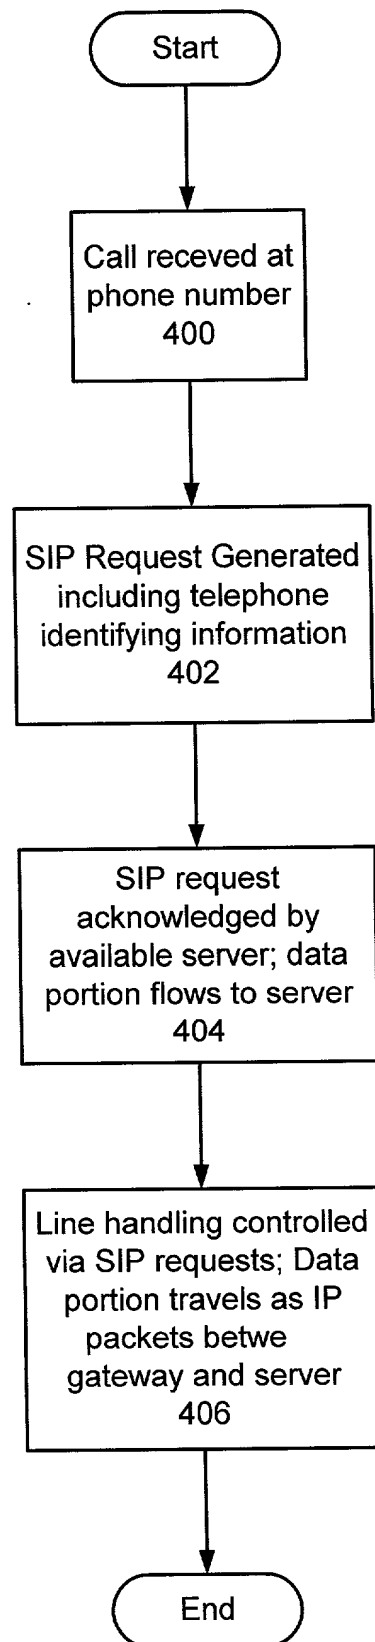 Start
Call receved at
phone number
400
SIP Request Generated
including telephone
identifying information
402
SIP request
acknowledged by
available server; data
portion flows to server
404
Line handling controlled
via SIP requests; Data
portion travels as IP
packets betwe
gateway and server
406
End